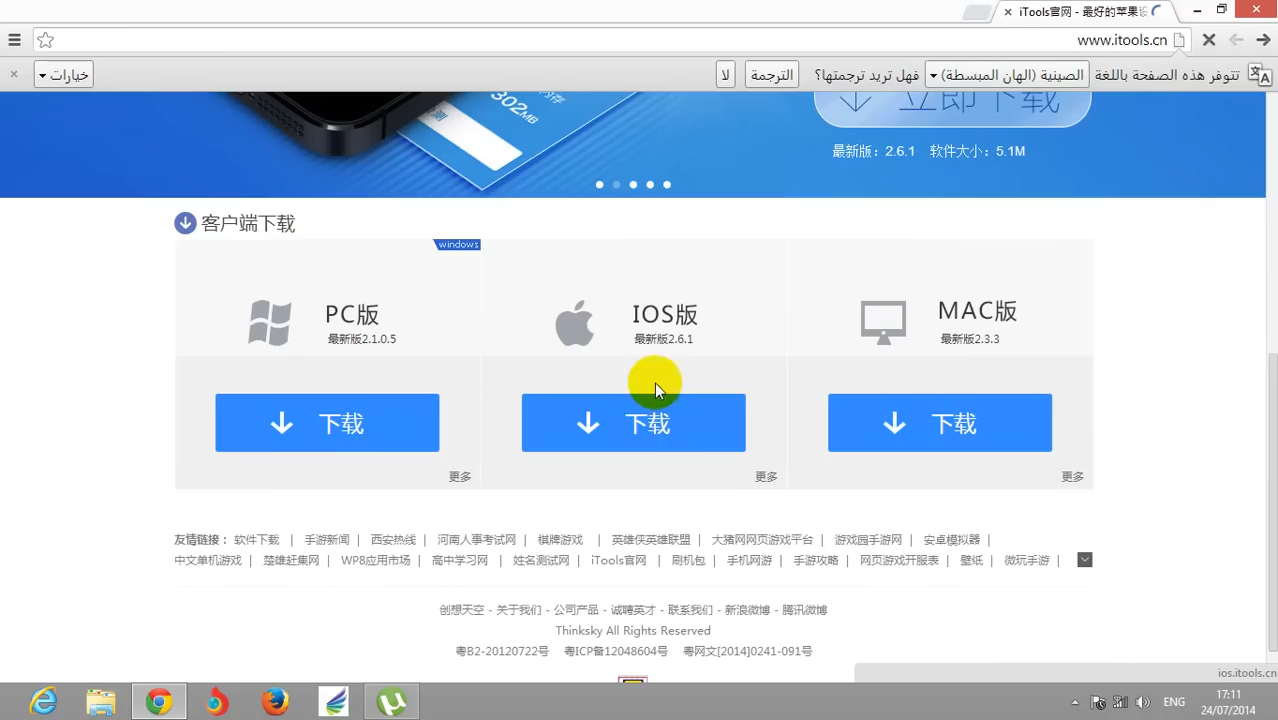 iTools官网 - 最好的苹果设
www.itools.cn
تتوفر هذه الصفحة باللغة الصينية (الهان المبسطة) فهل تريد ترجمتها؟ الترجمة لا خيارات
302MB
立即下载
最新版：2.6.1 软件大小：5.1M
客户端下载
windows
PC版
最新版2.1.0.5
IOS版
最新版2.6.1
MAC版
最新版2.3.3
下载 下载 下载
更多 更多 更多
友情链接： 软件下载 | 手游新闻 | 西安热线 | 河南人事考试网 | 棋牌游戏 | 英雄侠英雄联盟 | 大猪网网页游戏平台 | 游戏园手游网 | 安卓模拟器 |
中文单机游戏 | 楚雄赶集网 | WP8应用市场 | 高中学习网 | 姓名测试网 | iTools官网 | 刷机包 | 手机网游 | 手游攻略 | 网页游戏开服表 | 壁纸 | 微玩手游 |
创想天空 - 关于我们 - 公司产品 - 诚聘英才 - 联系我们 - 新浪微博 - 腾讯微博
Thinksky All Rights Reserved
粤B2-20120722号 粤ICP备12048604号 粤网文[2014]0241-091号
ios.itools.cn
ENG
17:11
24/07/2014